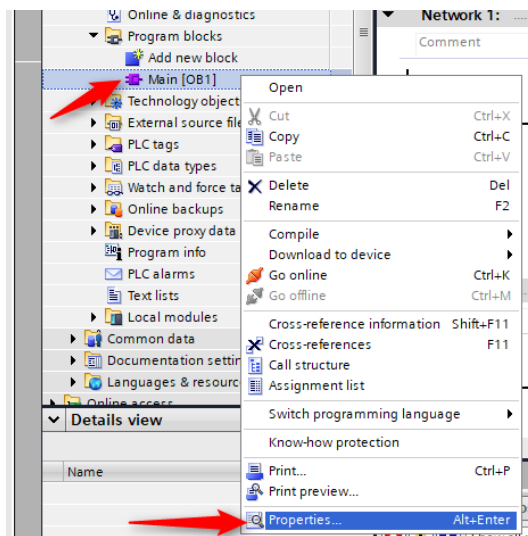 Online & diagnostics
Program blocks
Add new block
Main [OB1]
Technology object
External source file
PLC tags
PLC data types
Watch and force ta
Online backups
Device proxy data
Program info
PLC alarms
Text lists
Local modules
Common data
Documentation settin
Languages & resourc
Online access
Details view
Name
Network 1:
Comment
Open
Cut Ctrl+X
Copy Ctrl+C
Paste Ctrl+V
Delete Del
Rename F2
Compile
Download to device
Go online Ctrl+K
Go offline Ctrl+M
Cross-reference information Shift+F11
Cross-references F11
Call structure
Assignment list
Switch programming language
Know-how protection
Print... Ctrl+P
Print preview...
Properties... Alt+Enter